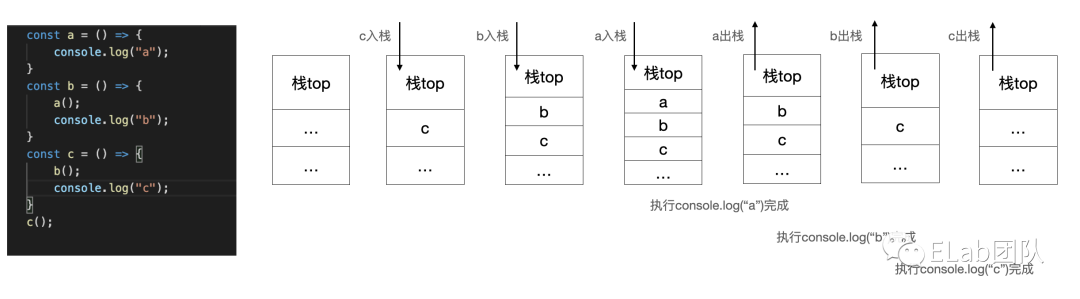 const a = () => {
console.log("a");
}
const b = () => {
a();
console.log("b");
}
const c = () => {
b();
console.log("c");
}
c();
c入栈
b入栈
a入栈
a出栈
b出栈
c出栈
栈top
...
...
栈top
c
...
栈top
b
c
...
栈top
a
b
c
...
栈top
b
c
...
栈top
c
...
栈top
...
...
执行console.log(“a”)完成
执行console.log(“b”)完成
执行console.log(“c”)完成
ELab团队